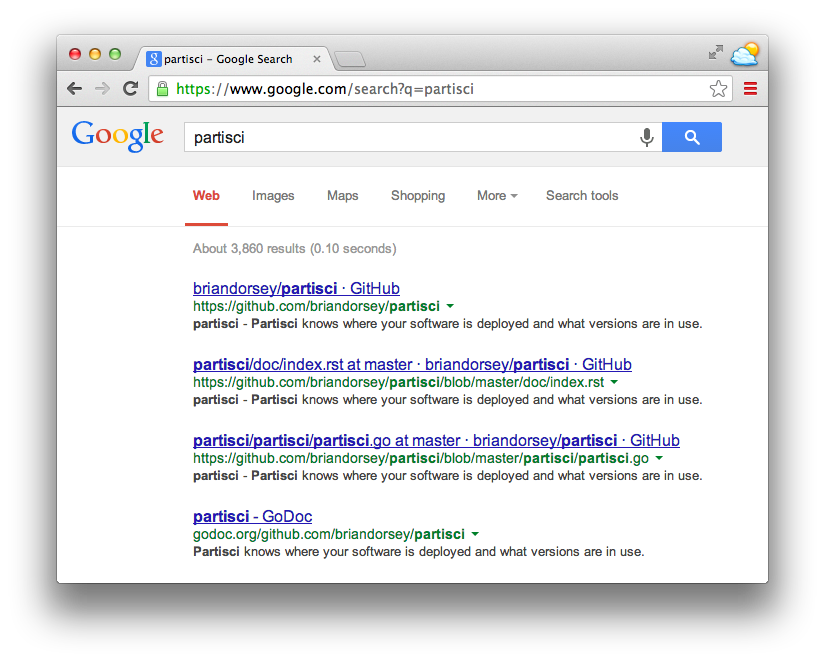 partisci – Google Search
https://www.google.com/search?q=partisci
Google
partisci
Web Images Maps Shopping More Search tools
About 3,860 results (0.10 seconds)
briandorsey/partisci · GitHub
https://github.com/briandorsey/partisci
partisci - Partisci knows where your software is deployed and what versions are in use.
partisci/doc/index.rst at master · briandorsey/partisci · GitHub
https://github.com/briandorsey/partisci/blob/master/doc/index.rst
partisci - Partisci knows where your software is deployed and what versions are in use.
partisci/partisci/partisci.go at master · briandorsey/partisci · GitHub
https://github.com/briandorsey/partisci/blob/master/partisci/partisci.go
partisci - Partisci knows where your software is deployed and what versions are in use.
partisci - GoDoc
godoc.org/github.com/briandorsey/partisci
Partisci knows where your software is deployed and what versions are in use.